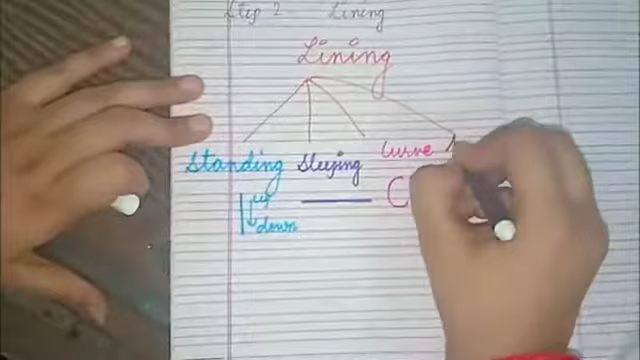 Step 2 Lining
Lining
Standing Sleeping Curve
up
down